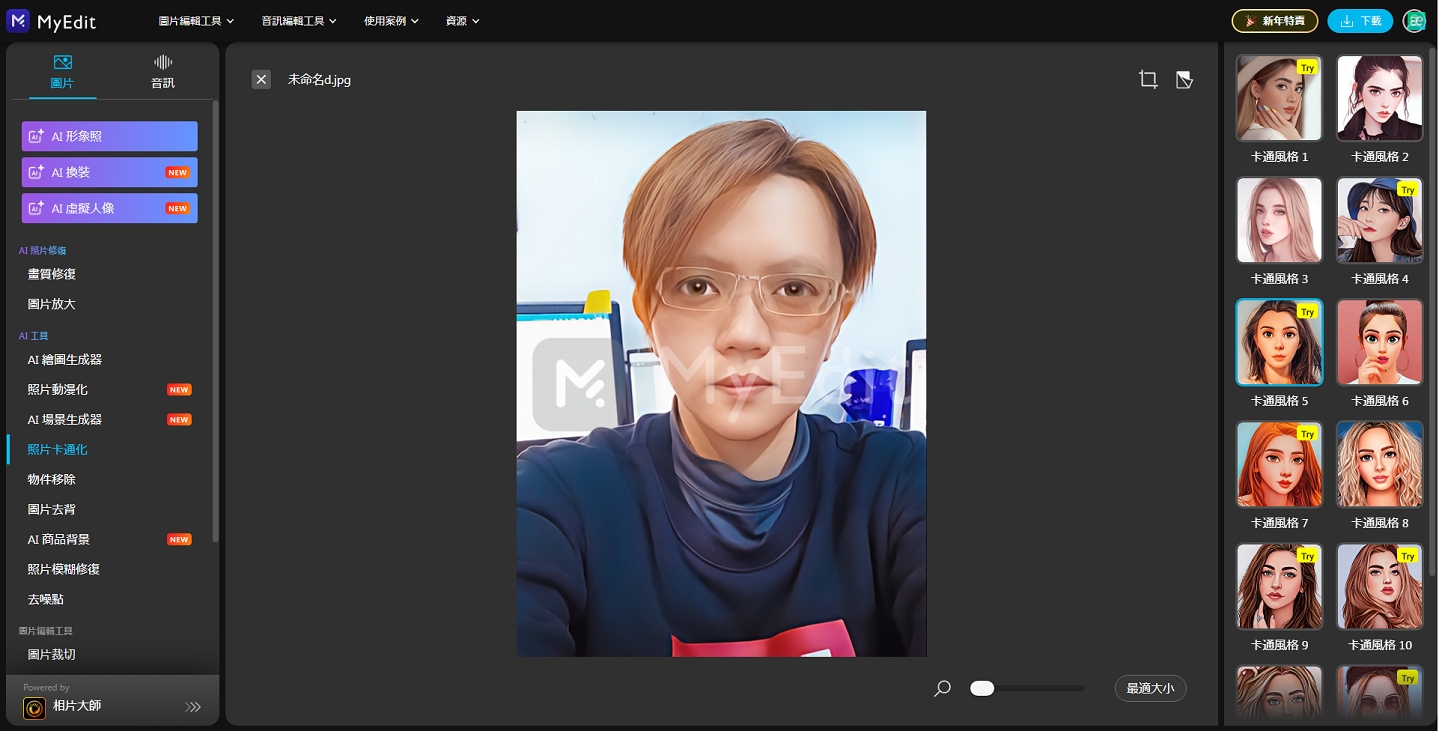 MyEdit
圖片編輯工具
音訊編輯工具
使用案例
資源
新年特賣
下載
圖片
音訊
AI 形象照
AI 換裝 NEW
AI 虛擬人像 NEW
AI 照片修復
畫質修復
圖片放大
AI 工具
AI 繪圖生成器
照片動漫化 NEW
AI 場景生成器 NEW
照片卡通化
物件移除
圖片去背
AI 商品背景 NEW
照片模糊修復
去噪點
圖片編輯工具
圖片裁切
Powered by
相片大師
未命名d.jpg
MyEdit
最適大小
Try
卡通風格 1
卡通風格 2
Try
卡通風格 3
卡通風格 4
Try
卡通風格 5
卡通風格 6
Try
卡通風格 7
卡通風格 8
Try
Try
卡通風格 9
卡通風格 10
Try